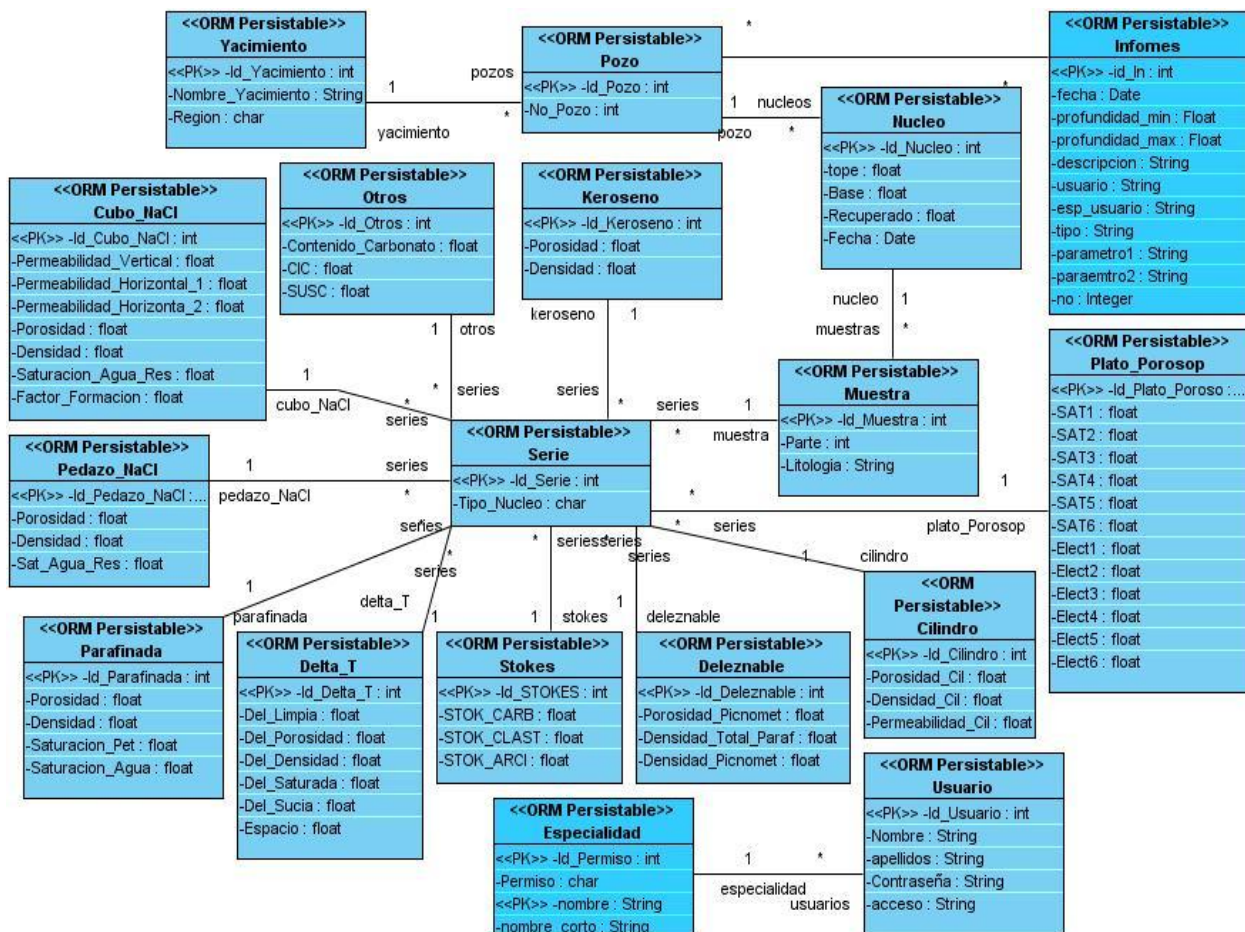 <<ORM Persistable>>
Yacimiento
<<PK>> -Id_Yacimiento : int
-Nombre_Yacimiento : String
-Region : char
1
pozos
*
yacimiento
<<ORM Persistable>>
Pozo
<<PK>> -Id_Pozo : int
-No_Pozo : int
*
1
nucleos
pozo
*
<<ORM Persistable>>
Infomes
<<PK>> -id_In : int
-fecha : Date
-profundidad_min : Float
-profundidad_max : Float
-descripcion : String
-usuario : String
-esp_usuario : String
-tipo : String
-parametro1 : String
-paraemtro2 : String
-no : Integer
*
<<ORM Persistable>>
Nucleo
<<PK>> -Id_Nucleo : int
-tope : float
-Base : float
-Recuperado : float
-Fecha : Date
nucleo
1
muestras
*
<<ORM Persistable>>
Cubo_NaCl
<<PK>> -Id_Cubo_NaCl : int
-Permeabilidad_Vertical : float
-Permeabilidad_Horizontal_1 : float
-Permeabilidad_Horizonta_2 : float
-Porosidad : float
-Densidad : float
-Saturacion_Agua_Res : float
-Factor_Formacion : float
1
cubo_NaCl
*
series
<<ORM Persistable>>
Otros
<<PK>> -Id_Otros : int
-Contenido_Carbonato : float
-CIC : float
-SUSC : float
1
otros
*
series
<<ORM Persistable>>
Keroseno
<<PK>> -Id_Keroseno : int
-Porosidad : float
-Densidad : float
keroseno
1
series
*
<<ORM Persistable>>
Muestra
<<PK>> -Id_Muestra : int
-Parte : int
-Litologia : String
series
1
*
muestra
<<ORM Persistable>>
Plato_Porosop
<<PK>> -Id_Plato_Poroso :...
-SAT1 : float
-SAT2 : float
-SAT3 : float
-SAT4 : float
-SAT5 : float
-SAT6 : float
-Elect1 : float
-Elect2 : float
-Elect3 : float
-Elect4 : float
-Elect5 : float
-Elect6 : float
1
plato_Porosop
*
series
<<ORM Persistable>>
Serie
<<PK>> -Id_Serie : int
-Tipo_Nucleo : char
<<ORM Persistable>>
Pedazo_NaCl
<<PK>> -Id_Pedazo_NaCl :...
-Porosidad : float
-Densidad : float
-Sat_Agua_Res : float
1
series
pedazo_NaCl
*
series
*
1
parafinada
*
series
delta_T
1
*
series
1
stokes
*
series
1
deleznable
*
series
1
cilindro
<<ORM Persistable>>
Parafinada
<<PK>> -Id_Parafinada : int
-Porosidad : float
-Densidad : float
-Saturacion_Pet : float
-Saturacion_Agua : float
<<ORM Persistable>>
Delta_T
<<PK>> -Id_Delta_T : int
-Del_Limpia : float
-Del_Porosidad : float
-Del_Densidad : float
-Del_Saturada : float
-Del_Sucia : float
-Espacio : float
<<ORM Persistable>>
Stokes
<<PK>> -Id_STOKES : int
-STOK_CARB : float
-STOK_CLAST : float
-STOK_ARCI : float
<<ORM Persistable>>
Deleznable
<<PK>> -Id_Deleznable : int
-Porosidad_Picnomet : float
-Densidad_Total_Paraf : float
-Densidad_Picnomet : float
<<ORM
Persistable>>
Cilindro
<<PK>> -Id_Cilindro : int
-Porosidad_Cil : float
-Densidad_Cil : float
-Permeabilidad_Cil : float
<<ORM Persistable>>
Especialidad
<<PK>> -Id_Permiso : int
-Permiso : char
<<PK>> -nombre : String
-nombre_corto : String
1
*
especialidad
usuarios
<<ORM Persistable>>
Usuario
<<PK>> -Id_Usuario : int
-Nombre : String
-apellidos : String
-Contraseña : String
-acceso : String